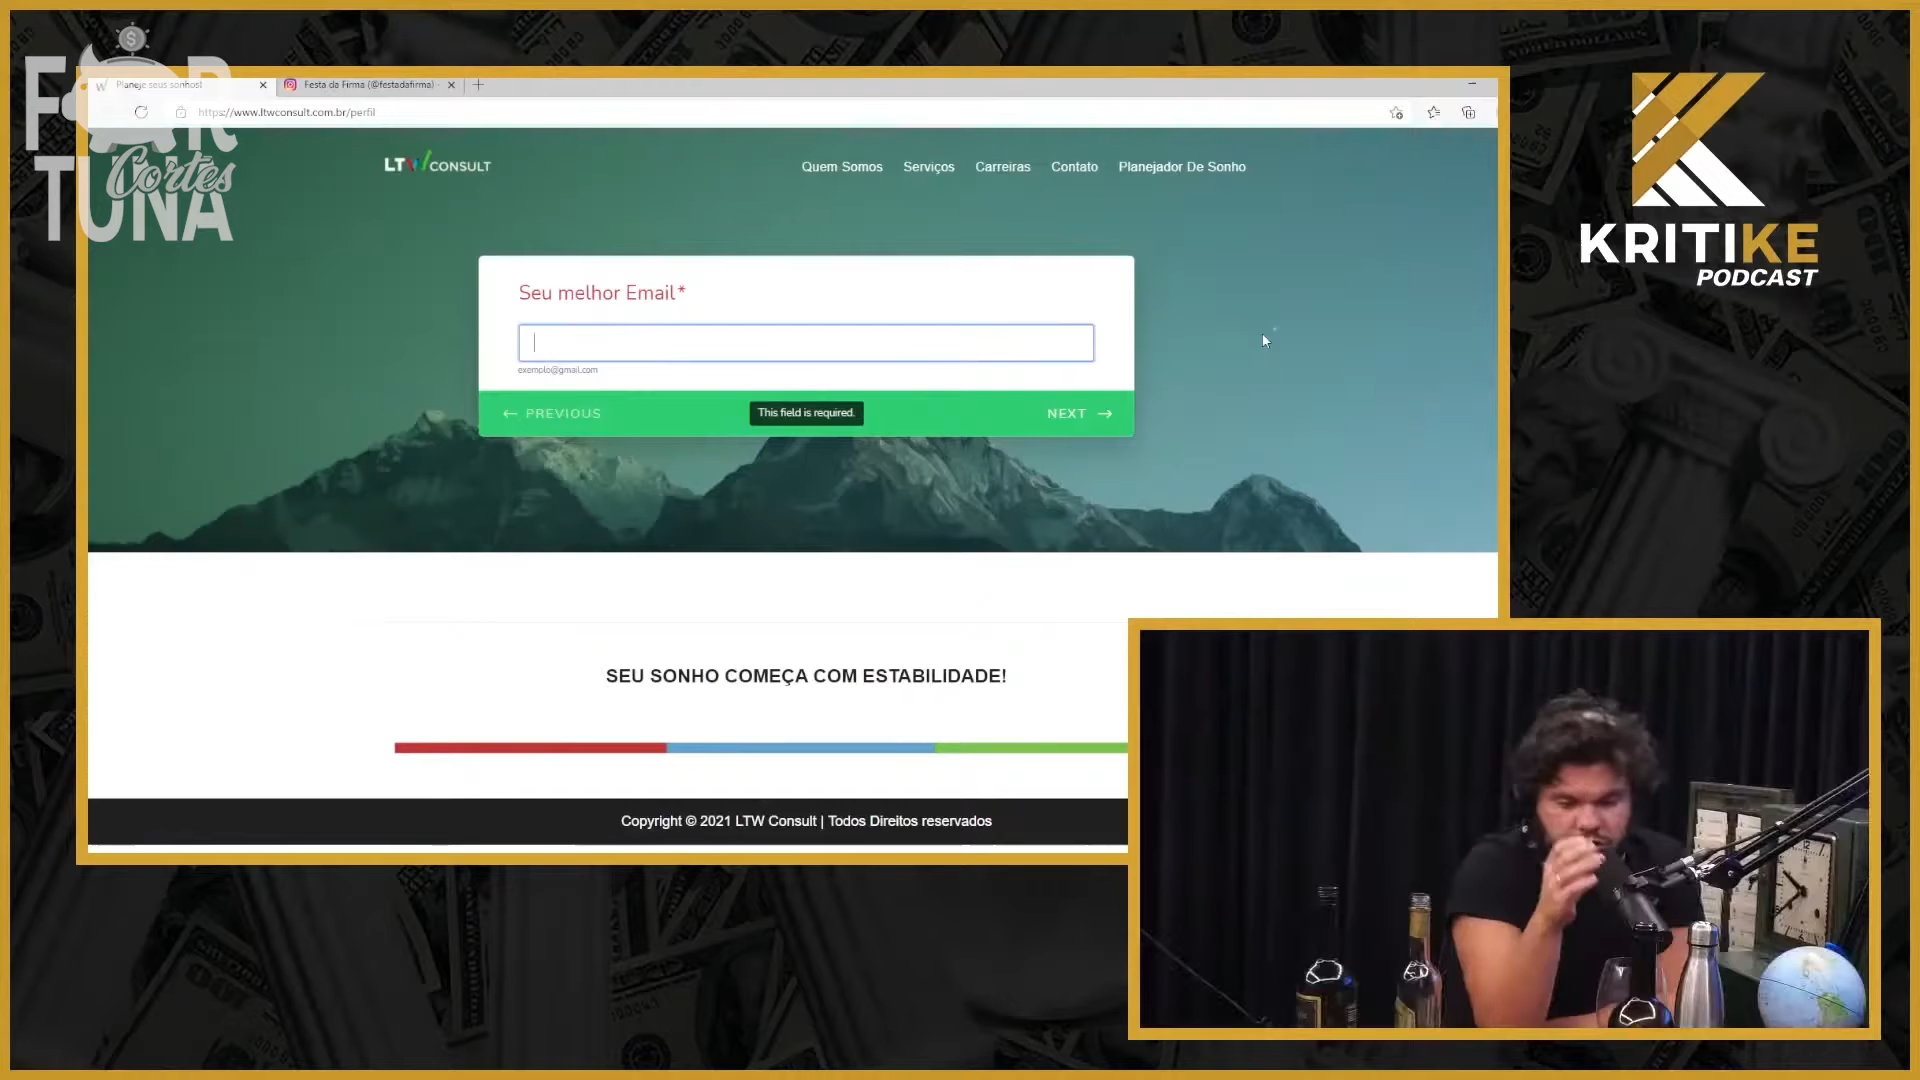 FOR
TUNA
Cortes
Planeje seus sonhos!
Festa da Firma (@festadafirma) ·
https://www.ltwconsult.com.br/perfil
LTW CONSULT
Quem Somos
Serviços
Carreiras
Contato
Planejador De Sonho
Seu melhor Email*
exemplo@gmail.com
← PREVIOUS
This field is required.
NEXT →
SEU SONHO COMEÇA COM ESTABILIDADE!
Copyright © 2021 LTW Consult | Todos Direitos reservados
KRITIKE
PODCAST